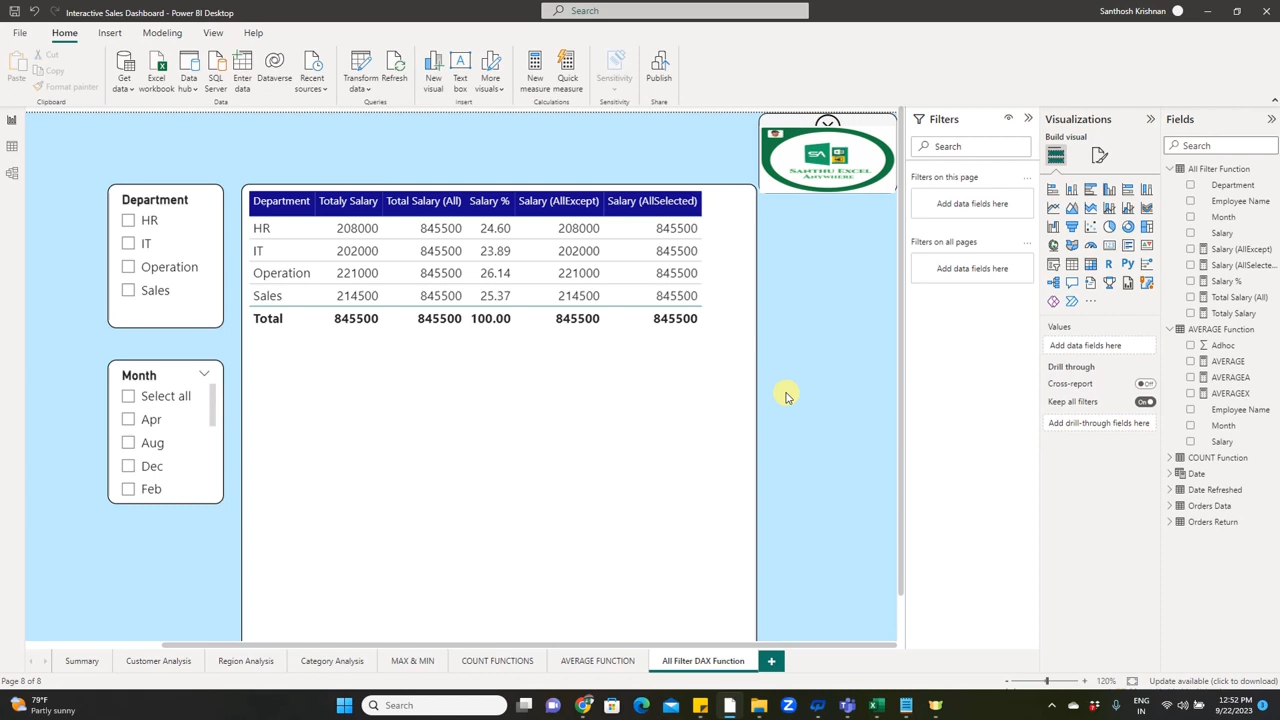 Interactive Sales Dashboard - Power BI Desktop
Search
Santhosh Krishnan
File Home Insert Modeling View Help
Paste
Cut
Copy
Format painter
Clipboard
Get data
Excel workbook
Data hub
SQL Server
Enter data
Dataverse
Recent sources
Data
Transform data
Refresh
Queries
New visual
Text box
More visuals
Insert
New measure
Quick measure
Calculations
Sensitivity
Sensitivity
Publish
Share
SA
SANTHU EXCEL
ANYWHERE
Department
HR
IT
Operation
Sales
Month
Select all
Apr
Aug
Dec
Feb
Department Totaly Salary Total Salary (All) Salary % Salary (AllExcept) Salary (AllSelected)
HR 208000 845500 24.60 208000 845500
IT 202000 845500 23.89 202000 845500
Operation 221000 845500 26.14 221000 845500
Sales 214500 845500 25.37 214500 845500
Total 845500 845500 100.00 845500 845500
Filters
Search
Filters on this page
Add data fields here
Filters on all pages
Add data fields here
Visualizations
Build visual
R Py
Values
Add data fields here
Drill through
Cross-report Off
Keep all filters On
Add drill-through fields here
Fields
Search
All Filter Function
Department
Employee Name
Month
Salary
Salary (AllExcept)
Salary (AllSelecte...
Salary %
Total Salary (All)
Totaly Salary
AVERAGE Function
Adhoc
AVERAGE
AVERAGEA
AVERAGEX
Employee Name
Month
Salary
COUNT Function
Date
Date Refreshed
Orders Data
Orders Return
Summary Customer Analysis Region Analysis Category Analysis MAX & MIN COUNT FUNCTIONS AVERAGE FUNCTION All Filter DAX Function
Page 8 of 8
120%
Update available (click to download)
79°F
Partly sunny
Search
ENG
IN
12:52 PM
9/22/2023